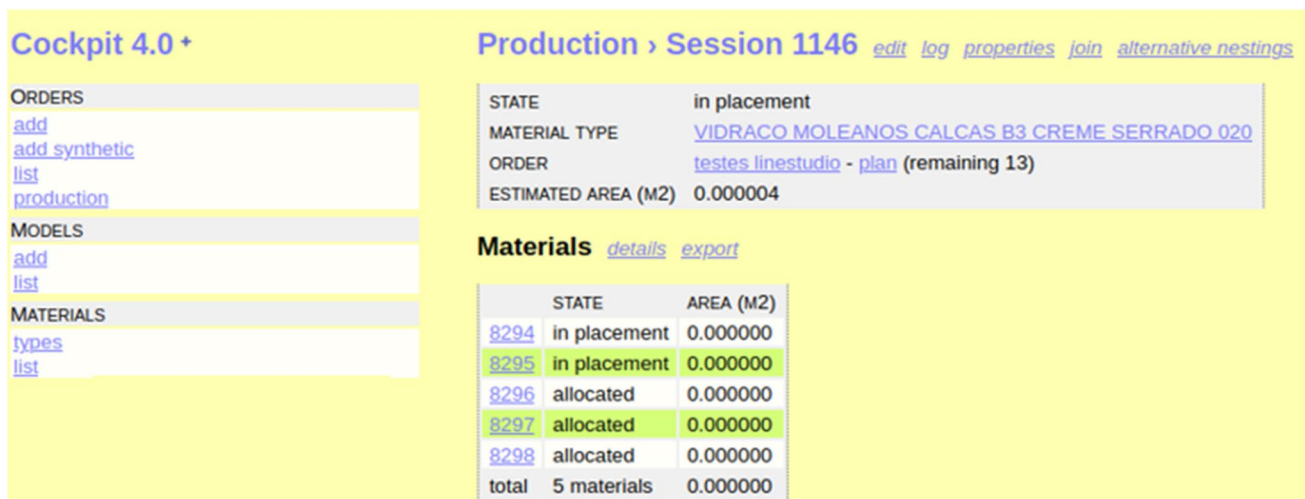 Cockpit 4.0 +
ORDERS
add
add synthetic
list
production
MODELS
add
list
MATERIALS
types
list
Production › Session 1146 edit log properties join alternative nestings
STATE in placement
MATERIAL TYPE VIDRACO MOLEANOS CALCAS B3 CREME SERRADO 020
ORDER testes linestudio - plan (remaining 13)
ESTIMATED AREA (M2) 0.000004
Materials details export
STATE AREA (M2)
8294 in placement 0.000000
8295 in placement 0.000000
8296 allocated 0.000000
8297 allocated 0.000000
8298 allocated 0.000000
total 5 materials 0.000000